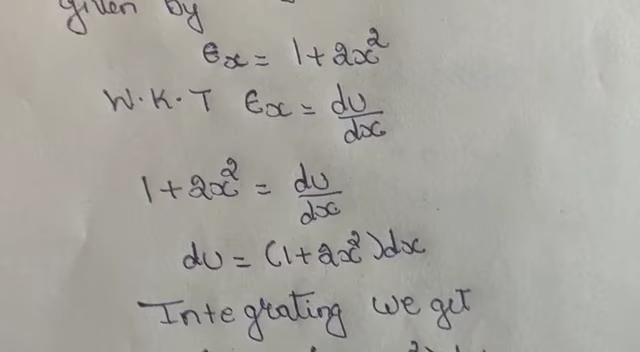 given by
ϵx = 1+2x²
W.K.T ϵx = du/dx
1+2x² = du/dx
du = (1+2x²)dx
Integrating we get